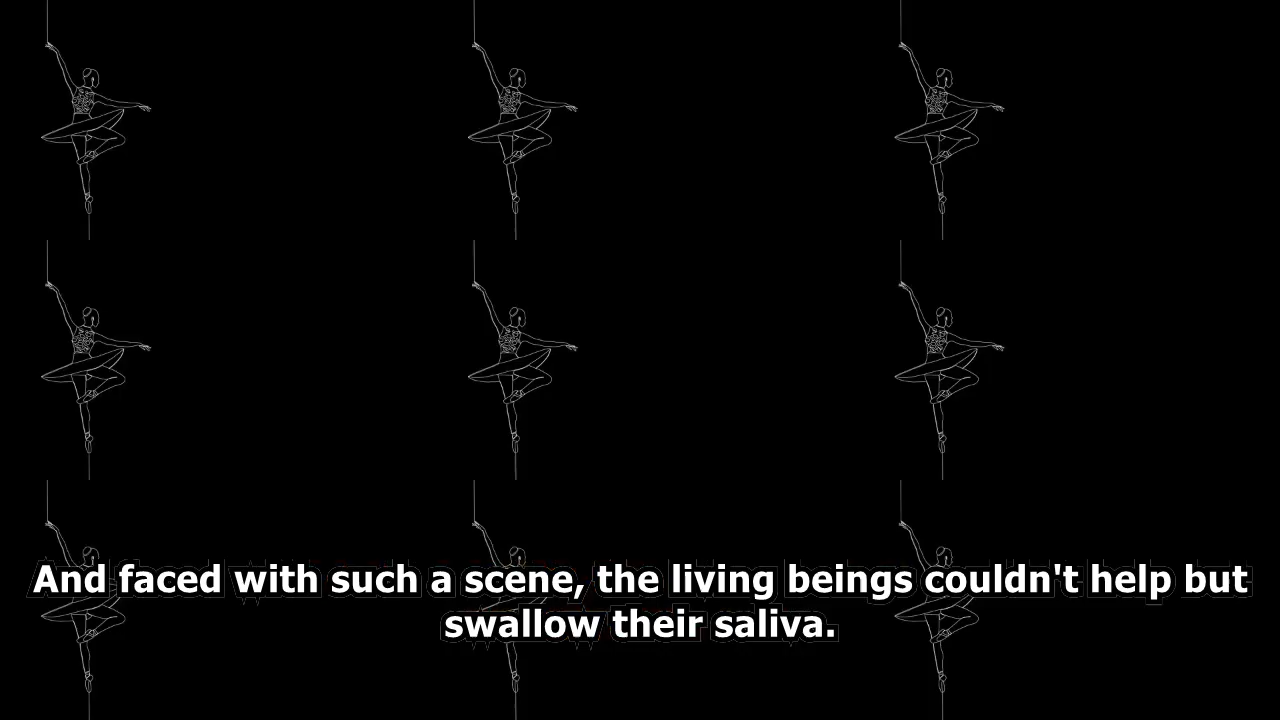 And faced with such a scene, the living beings couldn't help but
swallow their saliva.